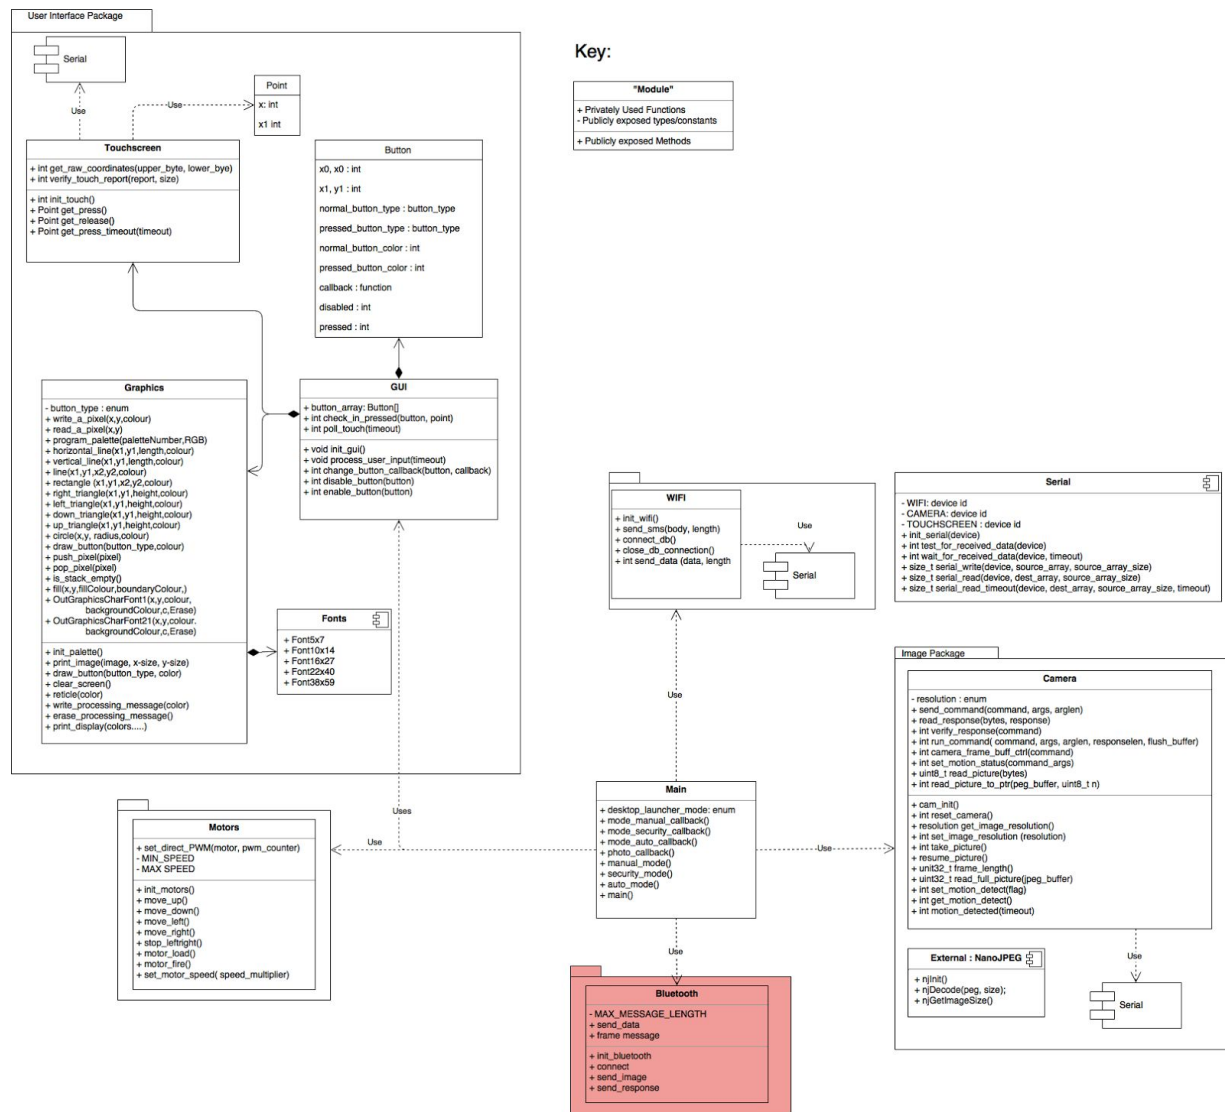 User Interface Package
Serial
Use
Use
Point
x: int
x1 int
Touchscreen
+ int get_raw_coordinates(upper_byte, lower_bye)
+ int verify_touch_report(report, size)
+ int init_touch()
+ Point get_press()
+ Point get_release()
+ Point get_press_timeout(timeout)
Button
x0, x0 : int
x1, y1 : int
normal_button_type : button_type
pressed_button_type : button_type
normal_button_color : int
pressed_button_color : int
callback : function
disabled : int
pressed : int
Graphics
- button_type : enum
+ write_a_pixel(x,y,colour)
+ read_a_pixel(x,y)
+ program_palette(paletteNumber,RGB)
+ horizontal_line(x1,y1,length,colour)
+ vertical_line(x1,y1,length,colour)
+ line(x1,y1,x2,y2,colour)
+ rectangle (x1,y1,x2,y2,colour)
+ right_triangle(x1,y1,height,colour)
+ left_triangle(x1,y1,height,colour)
+ down_triangle(x1,y1,height,colour)
+ up_triangle(x1,y1,height,colour)
+ circle(x,y, radius,colour)
+ draw_button(button_type,colour)
+ push_pixel(pixel)
+ pop_pixel(pixel)
+ is_stack_empty()
+ fill(x,y,fillColour,boundaryColour,)
+ OutGraphicsCharFont1(x,y,colour,
backgroundColour,c,Erase)
+ OutGraphicsCharFont21(x,y,colour.
backgroundColour,c,Erase)
+ init_palette()
+ print_image(image, x-size, y-size)
+ draw_button(button_type, color)
+ clear_screen()
+ reticle(color)
+ write_processing_message(color)
+ erase_processing_message()
+ print_display(colors.....)
GUI
+ button_array: Button[]
+ int check_in_pressed(button, point)
+ int poll_touch(timeout)
+ void init_gui()
+ void process_user_input(timeout)
+ int change_button_callback(button, callback)
+ int disable_button(button)
+ int enable_button(button)
Fonts
+ Font5x7
+ Font10x14
+ Font16x27
+ Font22x40
+ Font38x59
Key:
"Module"
+ Privately Used Functions
- Publicly exposed types/constants
+ Publicly exposed Methods
WIFI
+ init_wifi()
+ send_sms(body, length)
+ connect_db()
+ close_db_connection()
+ int send_data (data, length
Use
Serial
Serial
- WIFI: device id
- CAMERA: device id
- TOUCHSCREEN : device id
+ init_serial(device)
+ int test_for_received_data(device)
+ int wait_for_received_data(device, timeout)
+ size_t serial_write(device, source_array, source_array_size)
+ size_t serial_read(device, dest_array, source_array_size)
+ size_t serial_read_timeout(device, dest_array, source_array_size, timeout)
Use
Uses
Use
Use
Use
Main
+ desktop_launcher_mode: enum
+ mode_manual_callback()
+ mode_security_callback()
+ mode_auto_callback()
+ photo_callback()
+ manual_mode()
+ security_mode()
+ auto_mode()
+ main()
Motors
+ set_direct_PWM(motor, pwm_counter)
- MIN_SPEED
- MAX SPEED
+ init_motors()
+ move_up()
+ move_down()
+ move_left()
+ move_right()
+ stop_leftright()
+ motor_load()
+ motor_fire()
+ set_motor_speed( speed_multiplier)
Bluetooth
- MAX_MESSAGE_LENGTH
+ send_data
+ frame message
+ init_bluetooth
+ connect
+ send_image
+ send_response
Image Package
Camera
- resolution : enum
+ send_command(command, args, arglen)
+ read_response(bytes, response)
+ int verify_response(command)
+ int run_command( command, args, arglen, responselen, flush_buffer)
+ int camera_frame_buff_ctrl(command)
+ int set_motion_status(command_args)
+ uint8_t read_picture(bytes)
+ int read_picture_to_ptr(peg_buffer, uint8_t n)
+ cam_init()
+ int reset_camera()
+ resolution get_image_resolution()
+ int set_image_resolution (resolution)
+ int take_picture()
+ resume_picture()
+ unit32_t frame_length()
+ uint32_t read_full_picture(jpeg_buffer)
+ int set_motion_detect(flag)
+ int get_motion_detect()
+ int motion_detected(timeout)
External : NanoJPEG
+ njInit()
+ njDecode(peg, size);
+ njGetImageSize()
Use
Serial